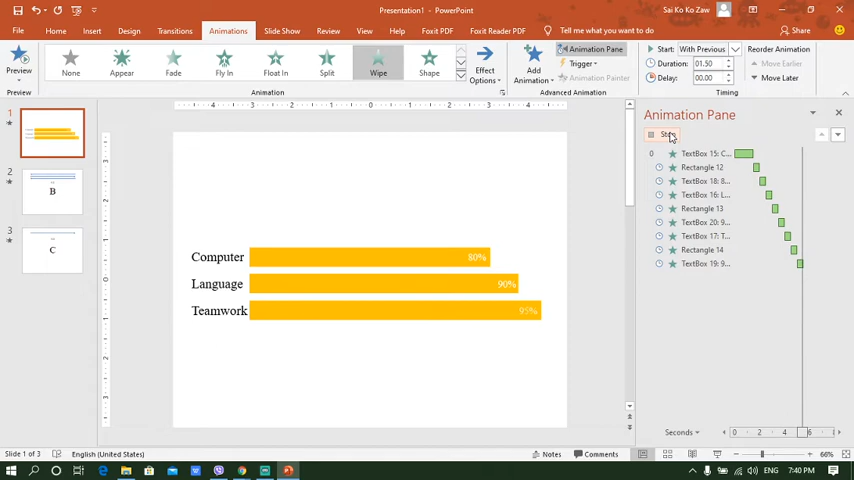 Presentation1 - PowerPoint
Sai Ko Ko Zaw
File Home Insert Design Transitions Animations Slide Show Review View Help Foxit PDF Foxit Reader PDF Tell me what you want to do Share
Preview
None
Appear
Fade
Fly In
Float In
Split
Wipe
Shape
Effect
Options
Add
Animation
Animation Pane
Trigger
Animation Painter
Start: With Previous
Duration: 01.50
Delay: 00.00
Reorder Animation
Move Earlier
Move Later
Preview
Animation
Advanced Animation
Timing
1
2
B
3
C
Computer 80%
Language 90%
Teamwork 95%
Animation Pane
0 TextBox 15: C...
Rectangle 12
TextBox 18: 8...
TextBox 16: L...
Rectangle 13
TextBox 20: 9...
TextBox 17: T...
Rectangle 14
TextBox 19: 9...
Seconds 0 2 4 6 8
Slide 1 of 3 English (United States) Notes Comments 66%
ENG 7:40 PM